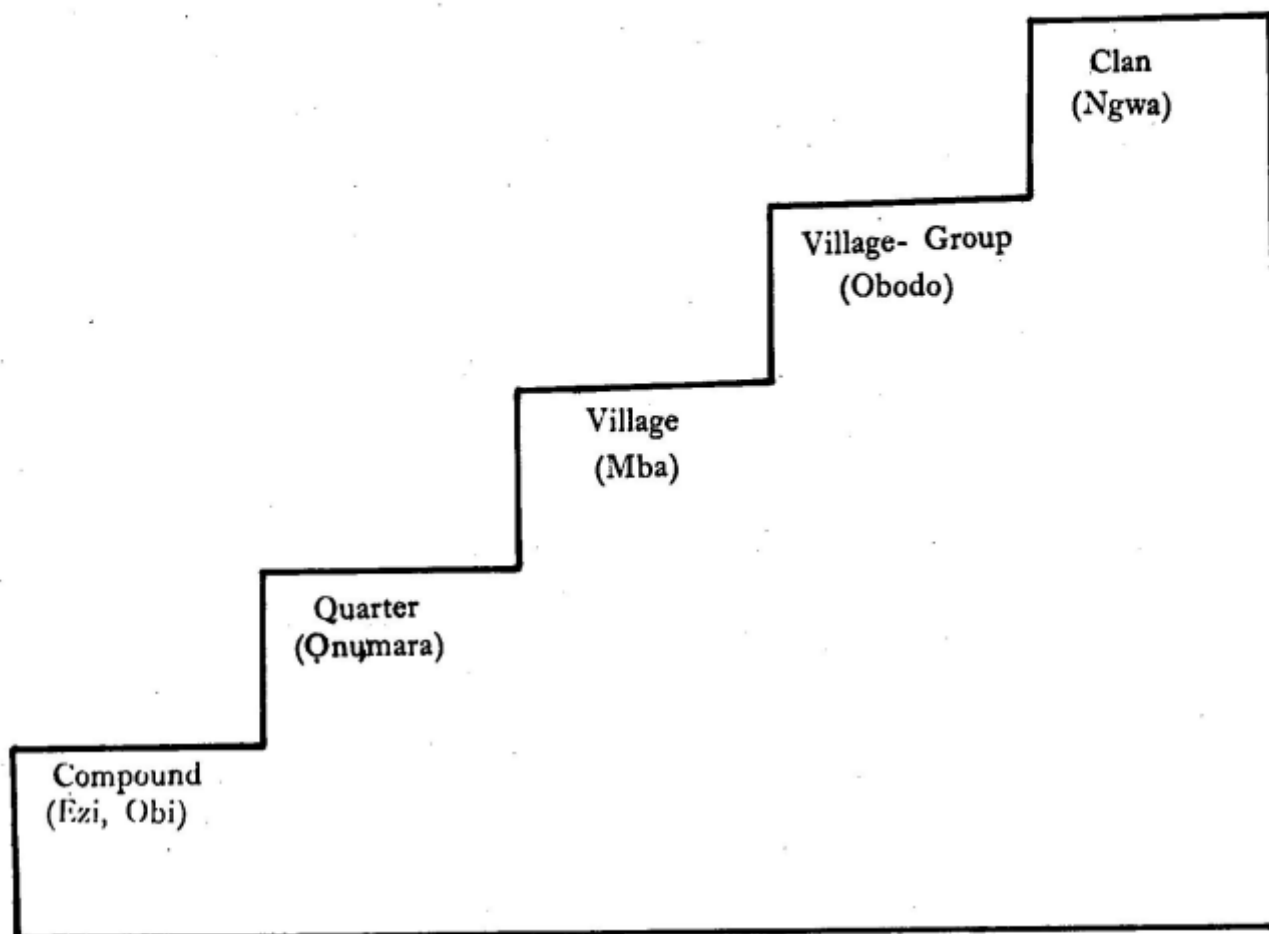 Clan
(Ngwa)
Village- Group
(Obodo)
Village
(Mba)
Quarter
(Ọnụmara)
Compound
(Ezi, Obi)